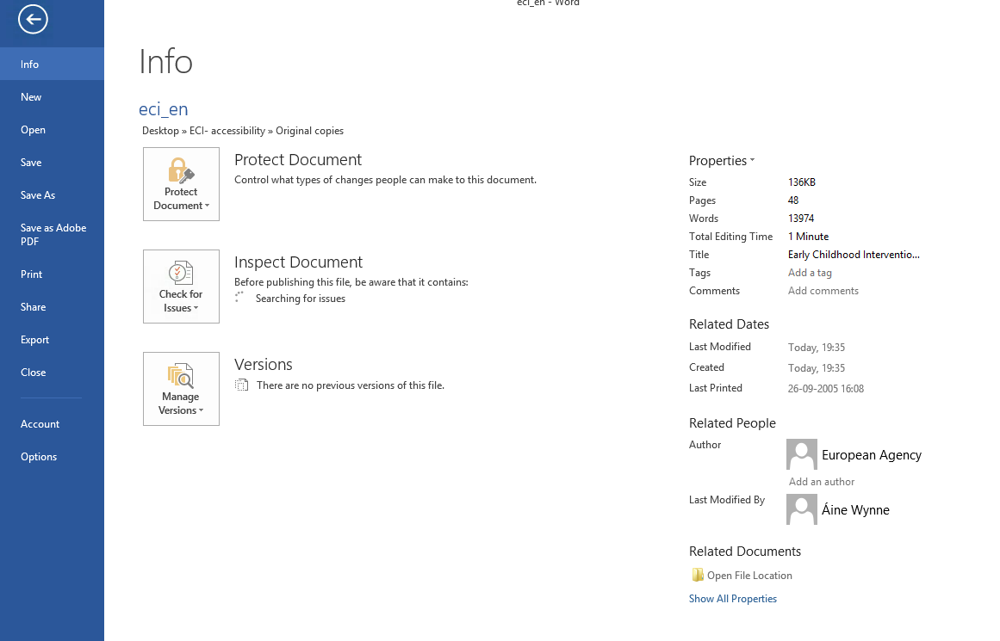 eci_en - Word
Info
New
Open
Save
Save As
Save as Adobe
PDF
Print
Share
Export
Close
Account
Options
Info
eci_en
Desktop » ECI- accessibility » Original copies
Protect
Document
Protect Document
Control what types of changes people can make to this document.
Check for
Issues
Inspect Document
Before publishing this file, be aware that it contains:
Searching for issues
Manage
Versions
Versions
There are no previous versions of this file.
Properties
Size 136KB
Pages 48
Words 13974
Total Editing Time 1 Minute
Title Early Childhood Interventio...
Tags Add a tag
Comments Add comments
Related Dates
Last Modified Today, 19:35
Created Today, 19:35
Last Printed 26-09-2005 16:08
Related People
Author European Agency
Add an author
Last Modified By Áine Wynne
Related Documents
Open File Location
Show All Properties